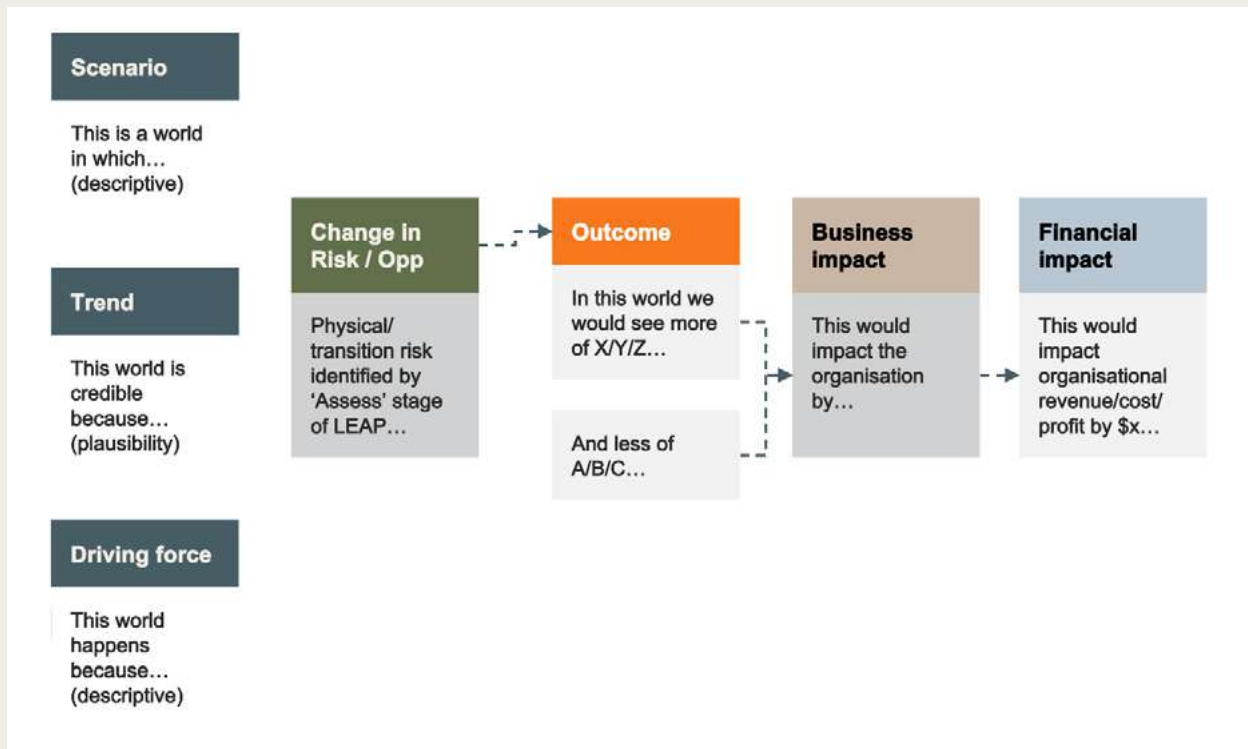 Scenario
This is a world
in which…
(descriptive)
Trend
This world is
credible
because…
(plausibility)
Driving force
This world
happens
because…
(descriptive)
Change in
Risk / Opp
Physical/
transition risk
identified by
‘Assess’ stage
of LEAP…
Outcome
In this world we
would see more
of X/Y/Z…
And less of
A/B/C…
Business
impact
This would
impact the
organisation
by…
Financial
impact
This would
impact
organisational
revenue/cost/
profit by $x…